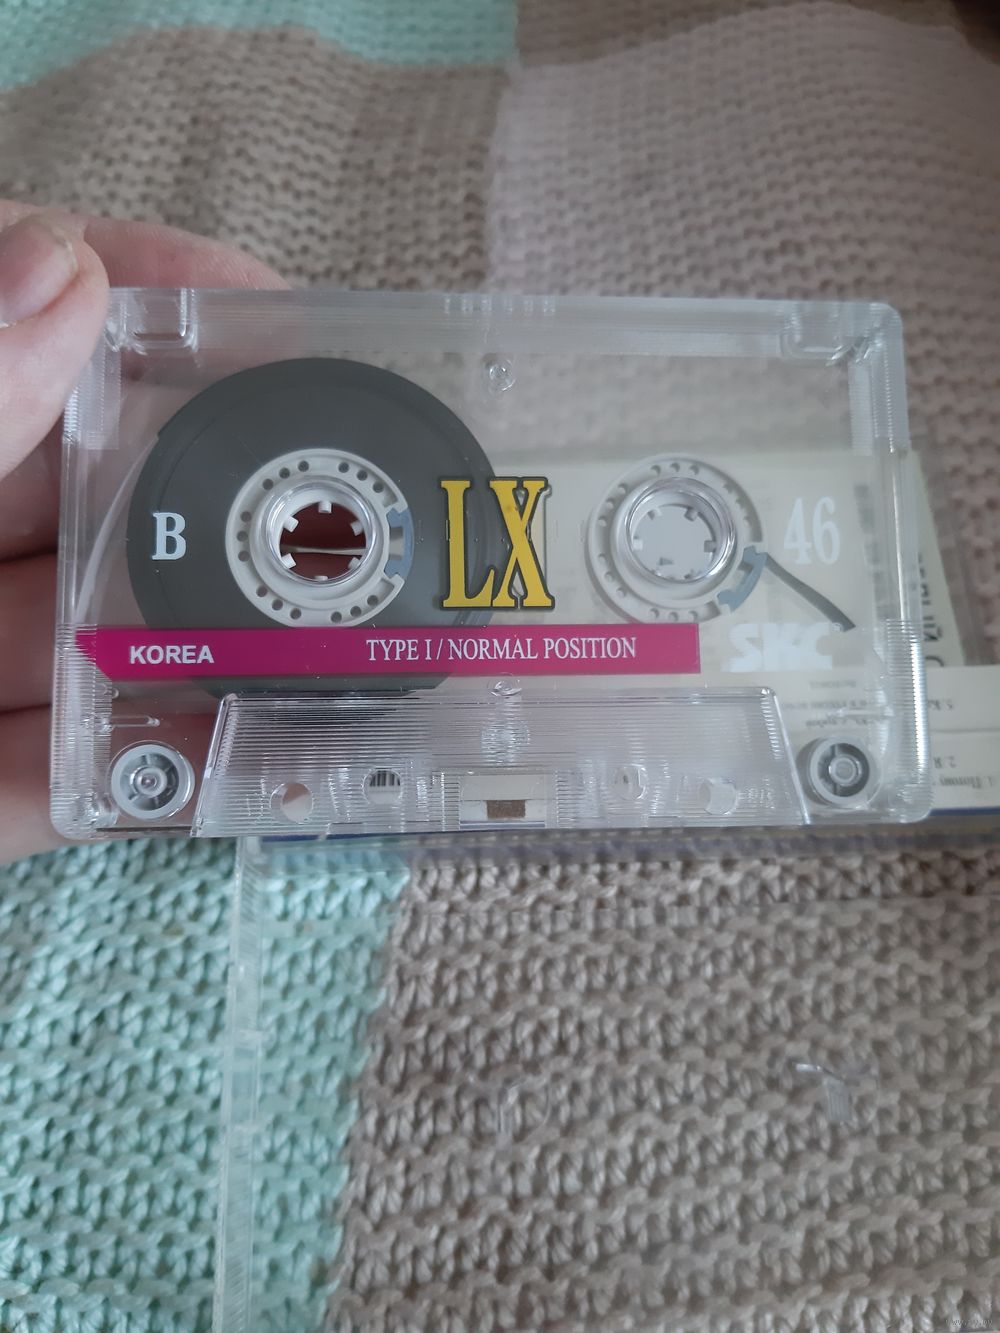 B
LX
46
KOREA
TYPE I / NORMAL POSITION
SKC